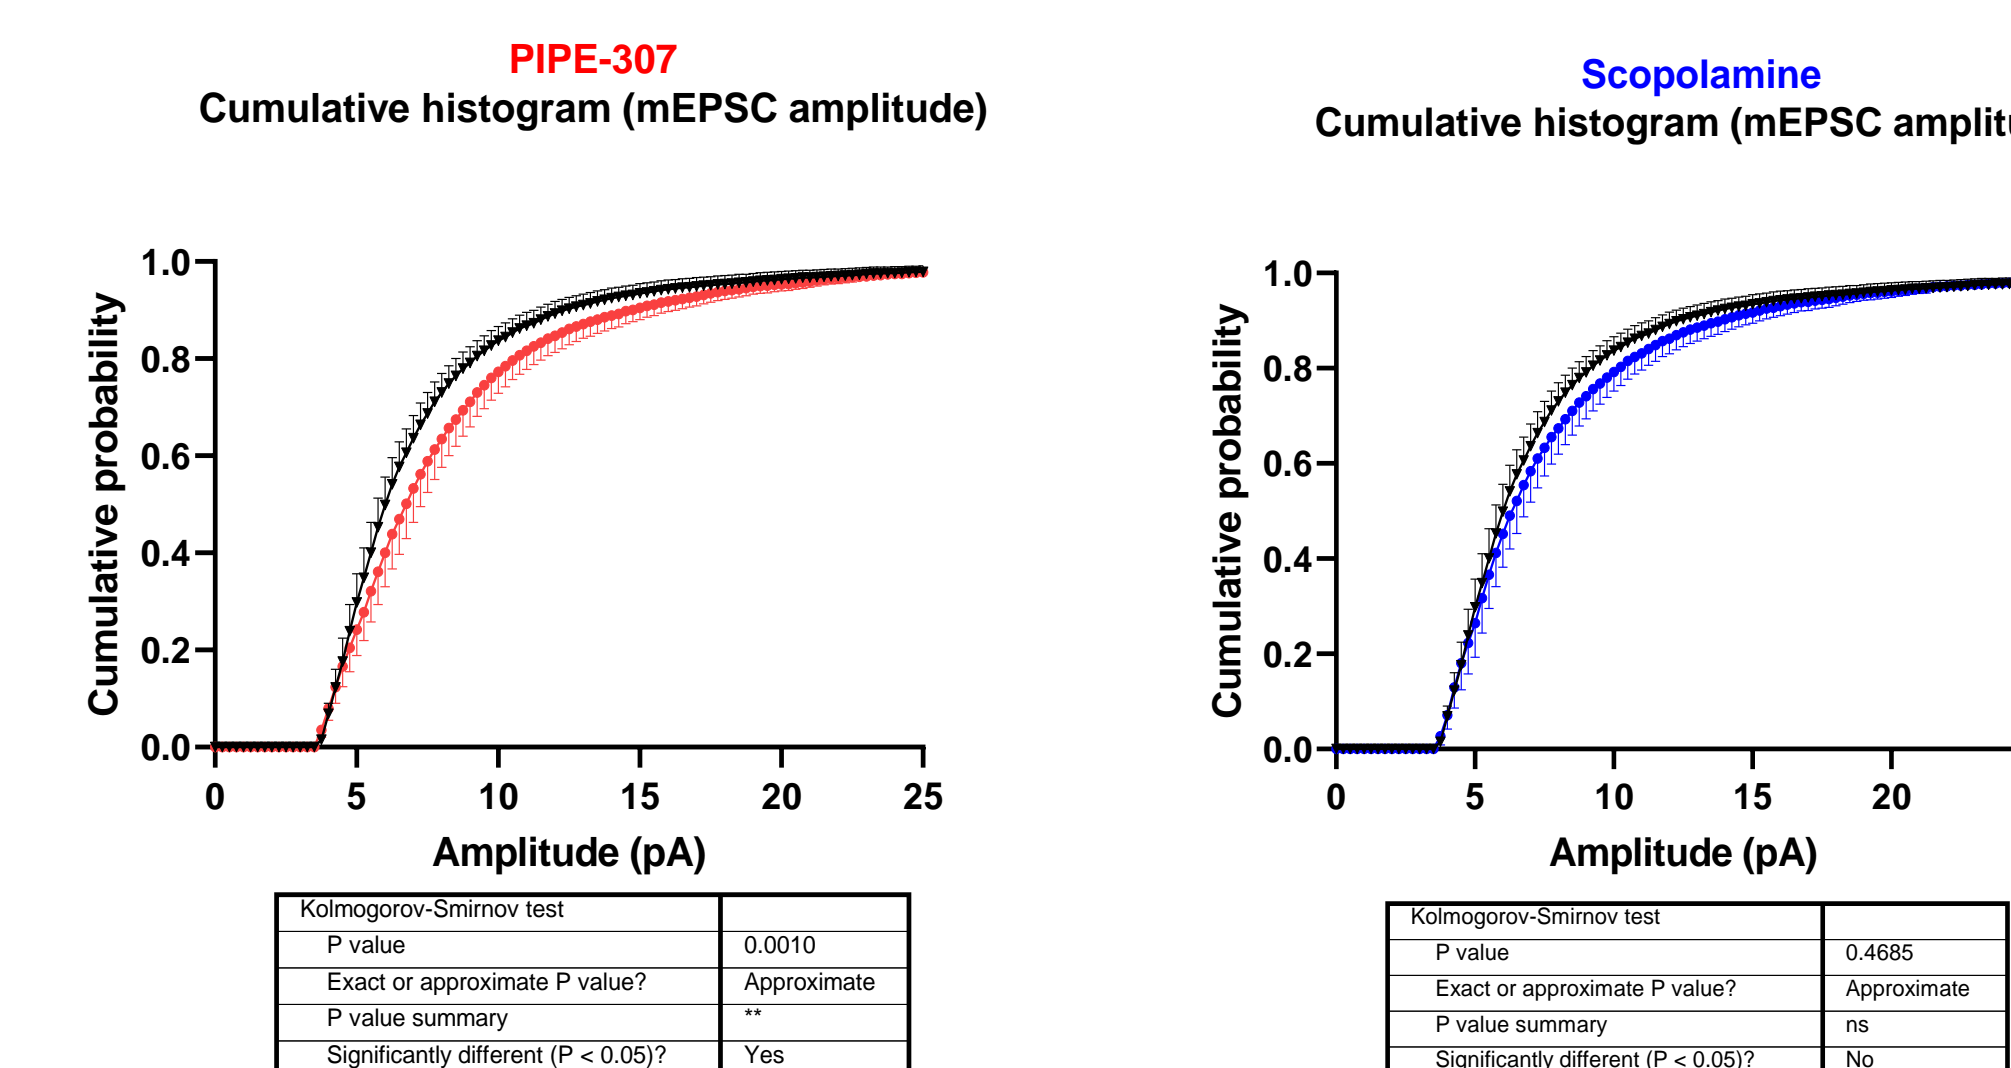 PIPE-307
Cumulative histogram (mEPSC amplitude)
Cumulative probability
1.0
0.8
0.6
0.4
0.2
0.0
0 5 10 15 20 25
Amplitude (pA)
Kolmogorov-Smirnov test
P value 0.0010
Exact or approximate P value? Approximate
P value summary **
Significantly different (P < 0.05)? Yes
Scopolamine
Cumulative histogram (mEPSC amplit
Cumulative probability
1.0
0.8
0.6
0.4
0.2
0.0
0 5 10 15 20
Amplitude (pA)
Kolmogorov-Smirnov test
P value 0.4685
Exact or approximate P value? Approximate
P value summary ns
Significantly different (P < 0.05)? No